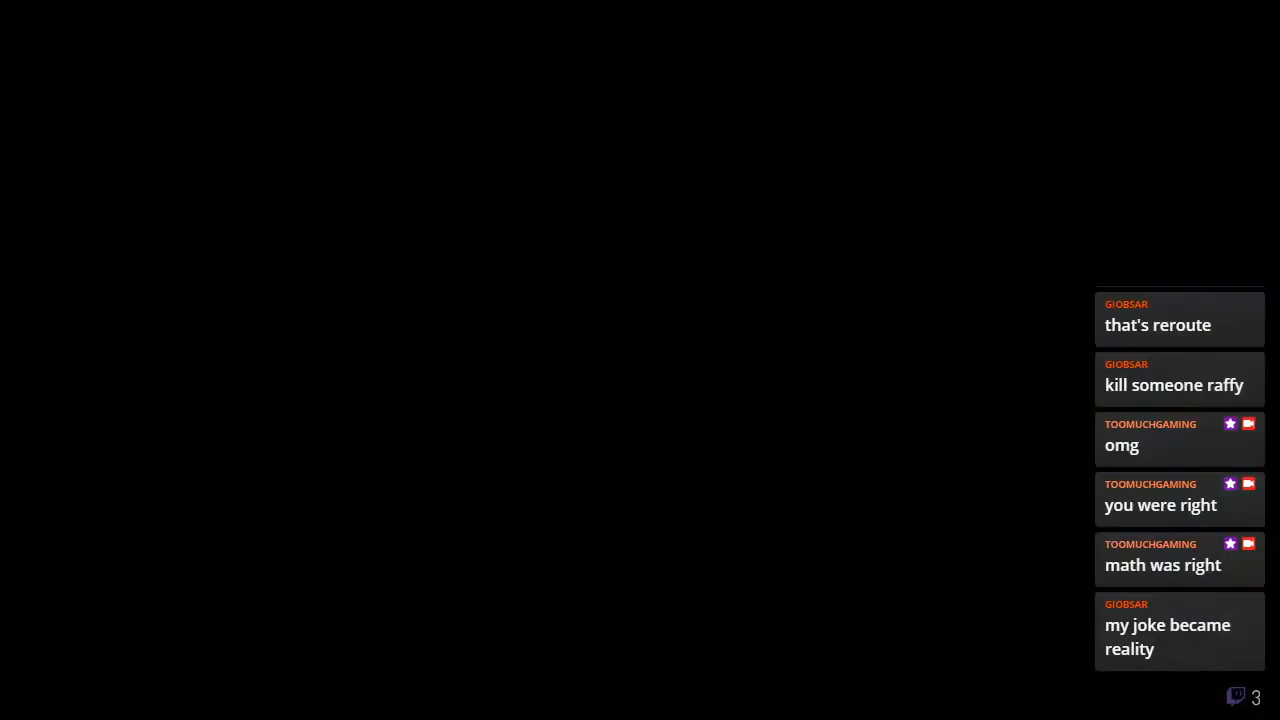 GIOBSAR
that's reroute
GIOBSAR
kill someone raffy
TOOMUCHGAMING
omg
TOOMUCHGAMING
you were right
TOOMUCHGAMING
math was right
GIOBSAR
my joke became
reality
3